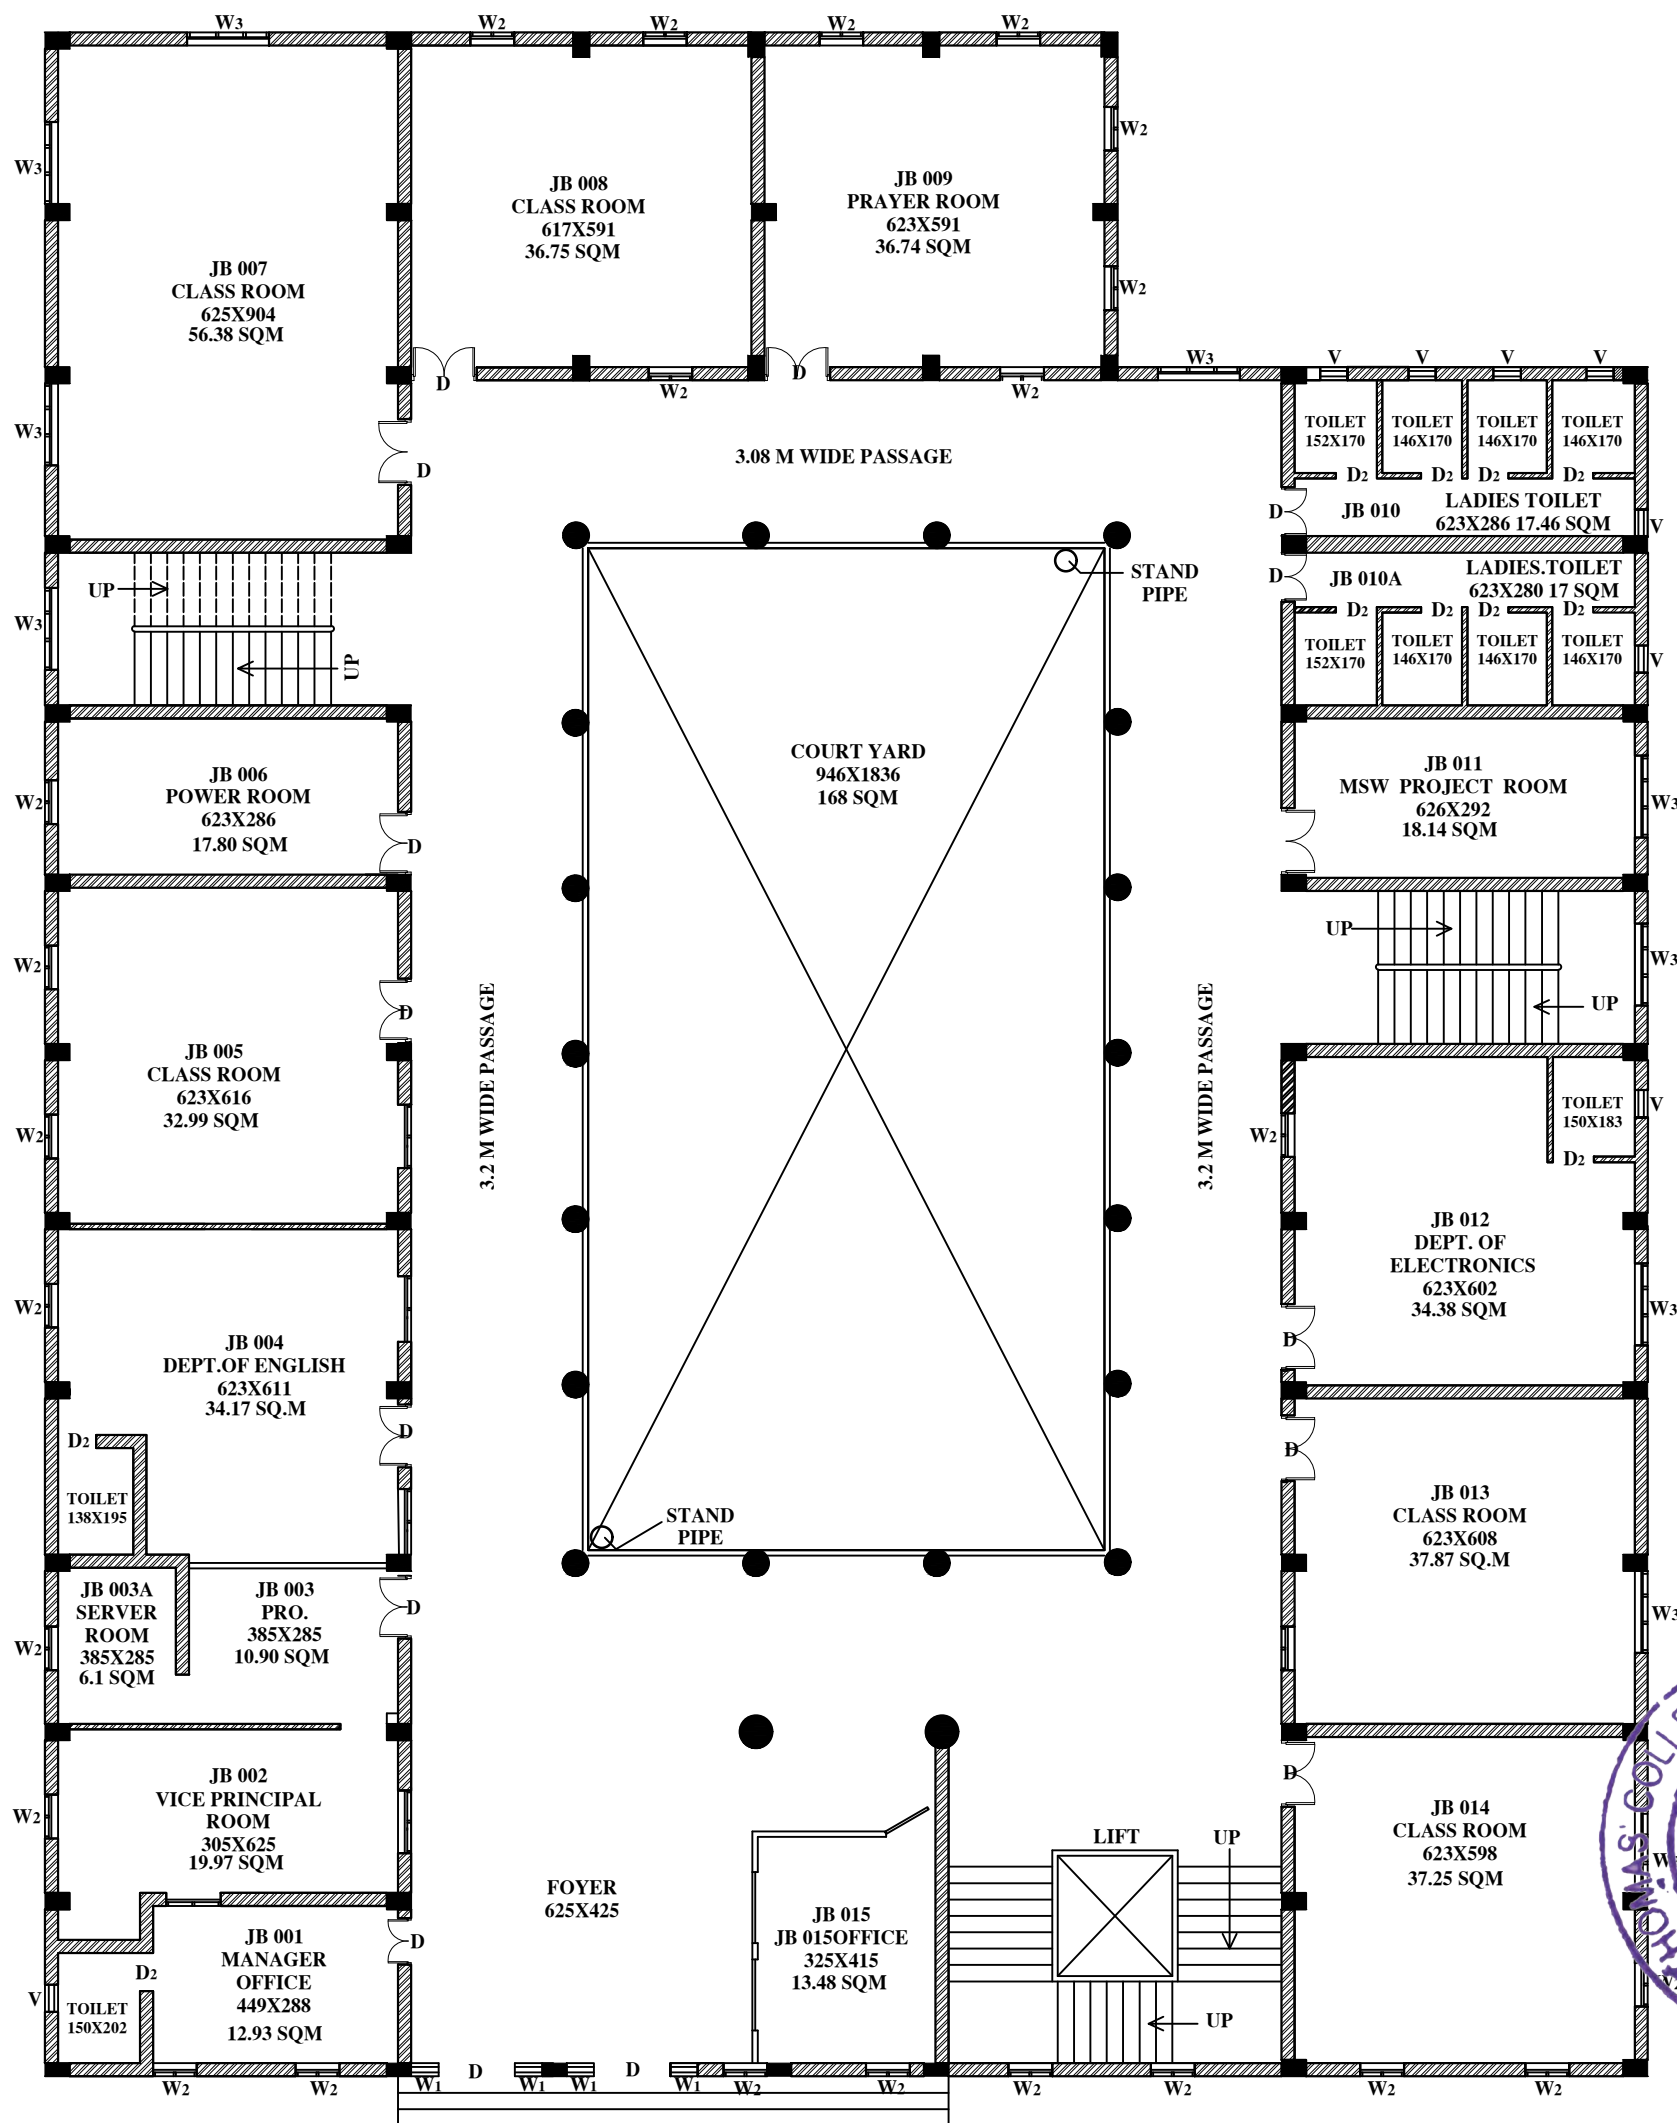 W3
W2
W2
W2
W2
W3
W2
W2
JB 007
CLASS ROOM
625X904
56.38 SQM
JB 008
CLASS ROOM
617X591
36.75 SQM
JB 009
PRAYER ROOM
623X591
36.74 SQM
W3
D
D
D
W2
W2
W3
V
V
V
V
3.08 M WIDE PASSAGE
TOILET
152X170
TOILET
146X170
TOILET
146X170
TOILET
146X170
D2
D2
D2
D2
D
JB 010
LADIES TOILET
623X286 17.46 SQM
V
D
JB 010A
LADIES.TOILET
623X280 17 SQM
D2
D2
D2
D2
TOILET
152X170
TOILET
146X170
TOILET
146X170
TOILET
146X170
V
UP
UP
W3
STAND
PIPE
COURT YARD
946X1836
168 SQM
W2
JB 006
POWER ROOM
623X286
17.80 SQM
D
JB 011
MSW PROJECT ROOM
626X292
18.14 SQM
W3
UP
UP
W3
W2
W2
JB 005
CLASS ROOM
623X616
32.99 SQM
D
3.2 M WIDE PASSAGE
3.2 M WIDE PASSAGE
W2
TOILET
150X183
D2
V
JB 012
DEPT. OF
ELECTRONICS
623X602
34.38 SQM
W3
D
W2
JB 004
DEPT.OF ENGLISH
623X611
34.17 SQ.M
D
D2
TOILET
138X195
STAND
PIPE
D
JB 013
CLASS ROOM
623X608
37.87 SQ.M
W3
JB 003A
SERVER
ROOM
385X285
6.1 SQM
W2
JB 003
PRO.
385X285
10.90 SQM
D
JB 002
VICE PRINCIPAL
ROOM
305X625
19.97 SQM
W2
D
JB 014
CLASS ROOM
623X598
37.25 SQM
LIFT
UP
UP
FOYER
625X425
JB 015
JB 015OFFICE
325X415
13.48 SQM
JB 001
MANAGER
OFFICE
449X288
12.93 SQM
D
D2
TOILET
150X202
V
W2
W2
W1
D
W1
W1
D
W1
W2
W2
W2
W2
W2
W2